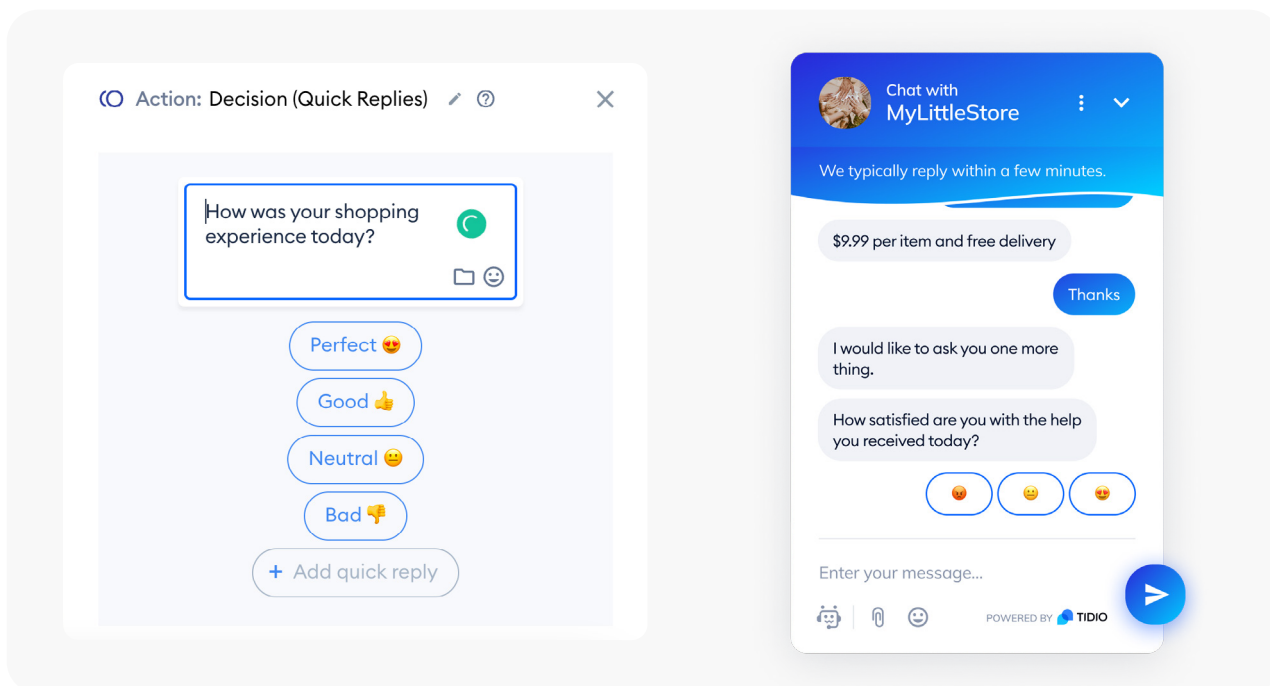 Action: Decision (Quick Replies)
How was your shopping
experience today?
Perfect 😍
Good 👍
Neutral 😐
Bad 👎
+ Add quick reply
Chat with
MyLittleStore
We typically reply within a few minutes.
$9.99 per item and free delivery
Thanks
I would like to ask you one more
thing.
How satisfied are you with the help
you received today?
Enter your message...
POWERED BY TIDIO